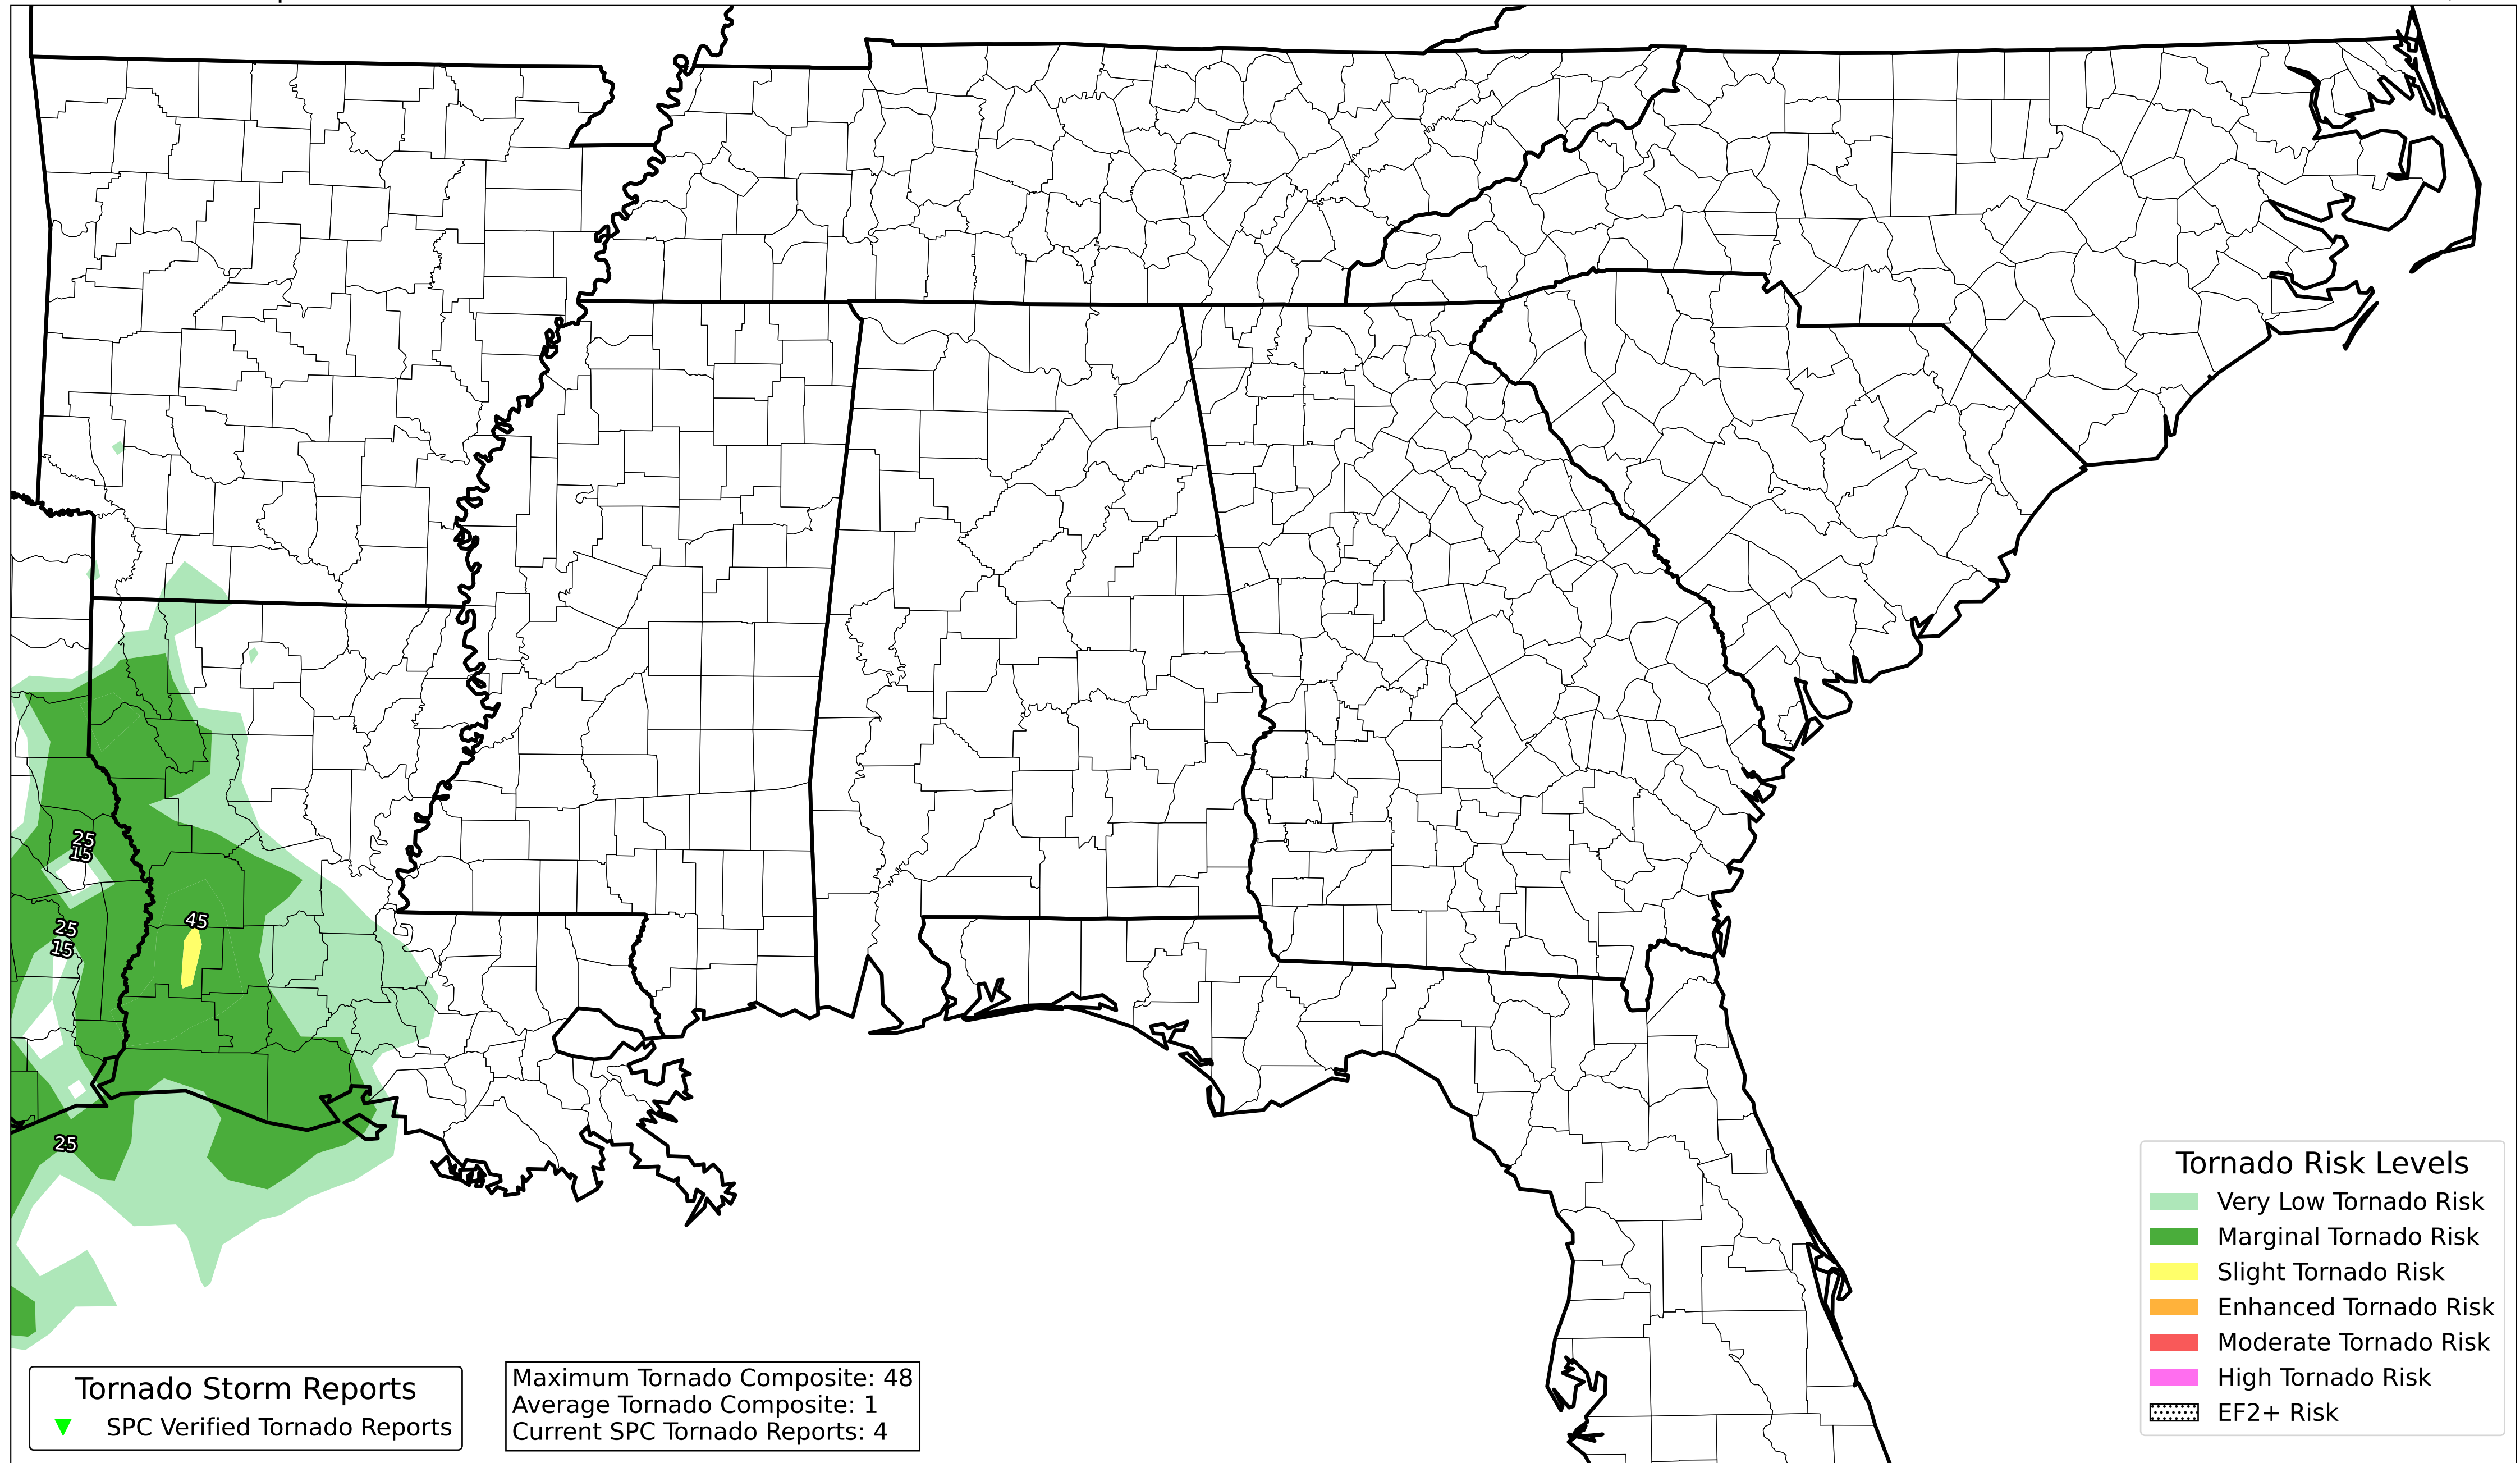 25
15
45
25
15
25
Tornado Risk Levels
Very Low Tornado Risk
Marginal Tornado Risk
Slight Tornado Risk
Enhanced Tornado Risk
Moderate Tornado Risk
High Tornado Risk
EF2+ Risk
Tornado Storm Reports
SPC Verified Tornado Reports
Maximum Tornado Composite: 48
Average Tornado Composite: 1
Current SPC Tornado Reports: 4